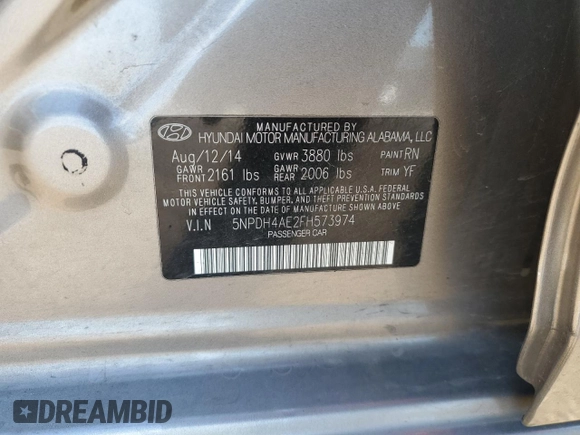 MANUFACTURED BY
HYUNDAI MOTOR MANUFACTURING ALABAMA, LLC
Aug/12/14 GVWR 3880 lbs PAINT RN
GAWR FRONT 2161 lbs GAWR REAR 2006 lbs TRIM YF
THIS VEHICLE CONFORMS TO ALL APPLICABLE U.S.A. FEDERAL
MOTOR VEHICLE SAFETY, BUMPER, AND THEFT PREVENTION
STANDARDS IN EFFECT ON THE DATE OF MANUFACTURE SHOWN ABOVE.
V.I.N 5NPDH4AE2FH573974
PASSENGER CAR
DREAMBID